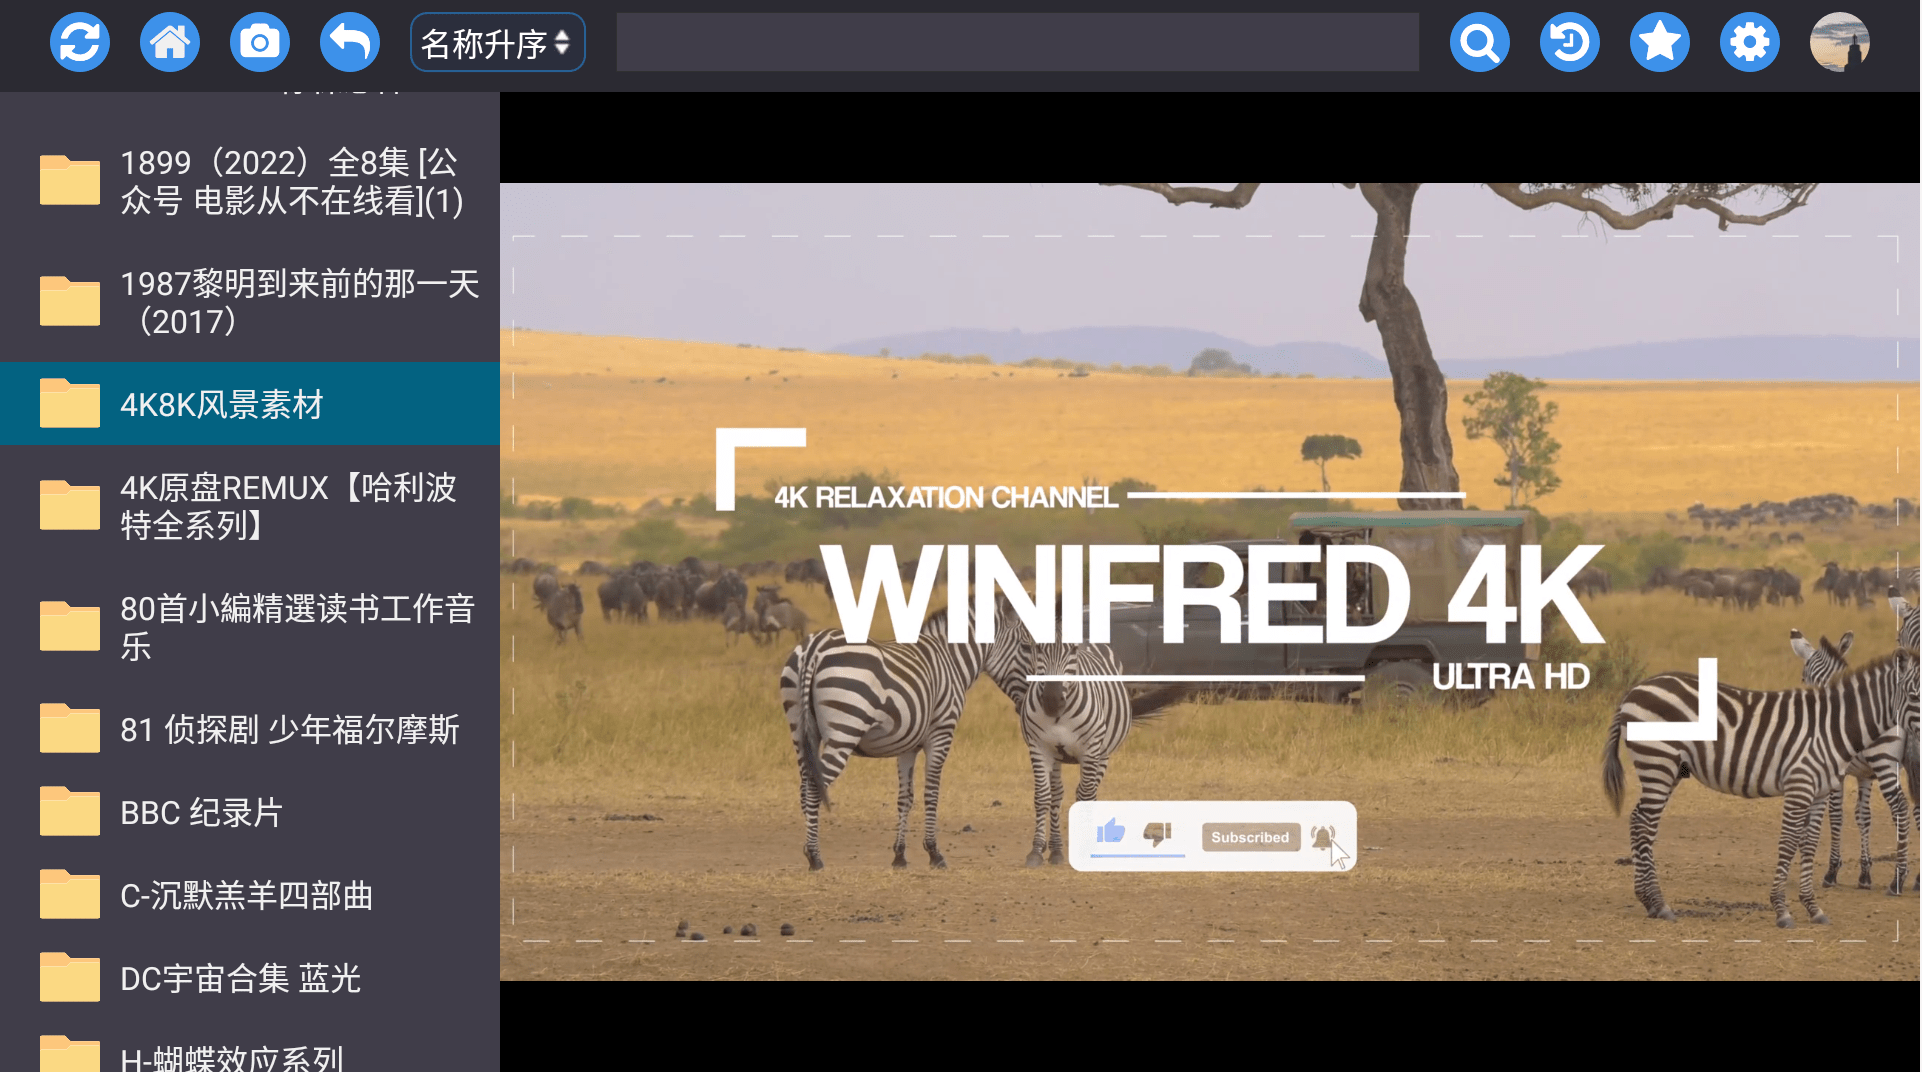 名称升序
1899（2022）全8集 [公
众号 电影从不在线看](1)
1987黎明到来前的那一天
（2017）
4K8K风景素材
4K原盘REMUX【哈利波
特全系列】
80首小編精選读书工作音
乐
81 侦探剧 少年福尔摩斯
BBC 纪录片
C-沉默羔羊四部曲
DC宇宙合集 蓝光
H-蝴蝶效应系列
4K RELAXATION CHANNEL
WINIFRED 4K
ULTRA HD
Subscribed